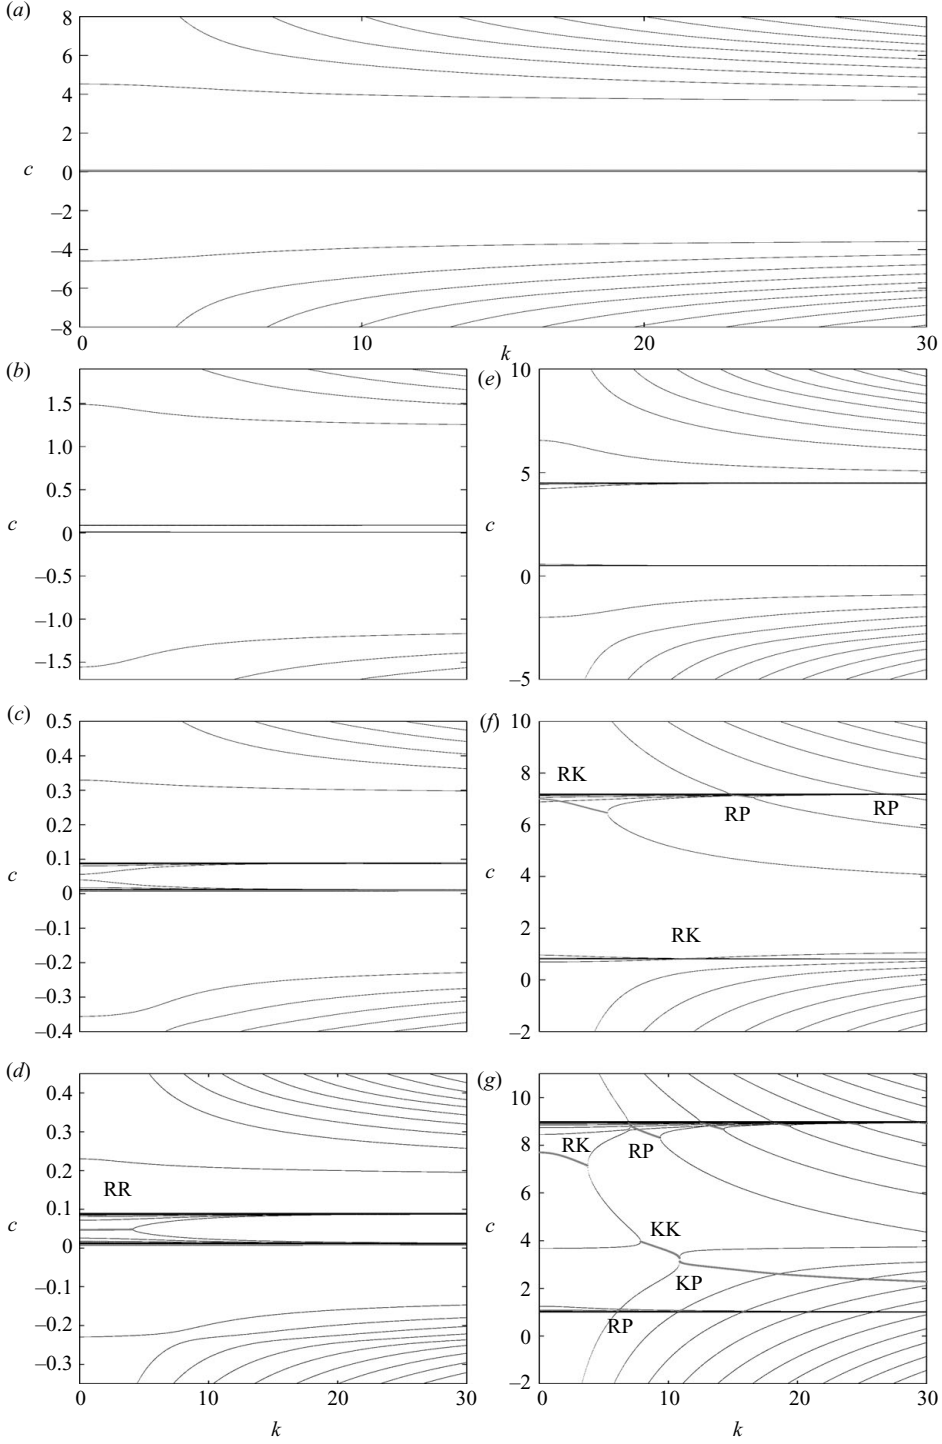 (a)
8
6
4
2
0
–2
–4
–6
–8
c
0
10
20
30
k
(b)
1.5
1.0
0.5
0
–0.5
–1.0
–1.5
c
(e)
10
5
0
–5
c
(c)
0.5
0.4
0.3
0.2
0.1
0
–0.1
–0.2
–0.3
–0.4
c
(f)
10
8
6
4
2
0
–2
c
RK
RP
RP
RK
(d)
0.4
0.3
0.2
0.1
0
–0.1
–0.2
–0.3
c
RR
0
10
20
30
k
(g)
10
8
6
4
2
0
–2
c
RK
RP
KK
KP
RP
0
10
20
30
k